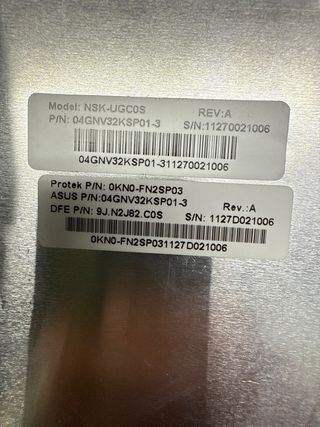 Model: NSK-UGC0S REV:A
P/N: 04GNV32KSP01-3 S/N:11270021006
04GNV32KSP01-311270021006
Protek P/N: 0KN0-FN2SP03
ASUS P/N:04GNV32KSP01-3 Rev.:A
DFE P/N: 9J.N2J82.C0S S/N: 1127D021006
0KN0-FN2SP031127D021006